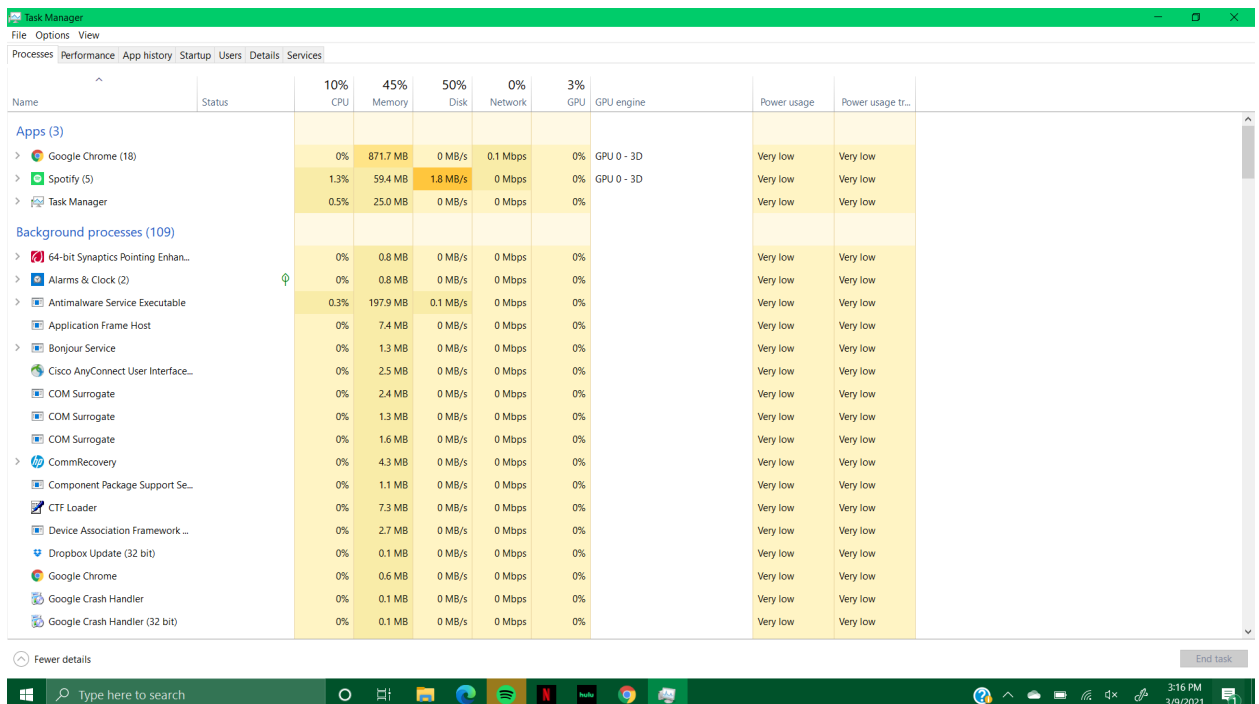 Task Manager
File Options View
Processes Performance App history Startup Users Details Services
10% 45% 50% 0% 3%
Name Status CPU Memory Disk Network GPU GPU engine Power usage Power usage tr...
Apps (3)
Google Chrome (18) 0% 871.7 MB 0 MB/s 0.1 Mbps 0% GPU 0 - 3D Very low Very low
Spotify (5) 1.3% 59.4 MB 1.8 MB/s 0 Mbps 0% GPU 0 - 3D Very low Very low
Task Manager 0.5% 25.0 MB 0 MB/s 0 Mbps 0% Very low Very low
Background processes (109)
64-bit Synaptics Pointing Enhan... 0% 0.8 MB 0 MB/s 0 Mbps 0% Very low Very low
Alarms & Clock (2) 0% 0.8 MB 0 MB/s 0 Mbps 0% Very low Very low
Antimalware Service Executable 0.3% 197.9 MB 0.1 MB/s 0 Mbps 0% Very low Very low
Application Frame Host 0% 7.4 MB 0 MB/s 0 Mbps 0% Very low Very low
Bonjour Service 0% 1.3 MB 0 MB/s 0 Mbps 0% Very low Very low
Cisco AnyConnect User Interface... 0% 2.5 MB 0 MB/s 0 Mbps 0% Very low Very low
COM Surrogate 0% 2.4 MB 0 MB/s 0 Mbps 0% Very low Very low
COM Surrogate 0% 1.3 MB 0 MB/s 0 Mbps 0% Very low Very low
COM Surrogate 0% 1.6 MB 0 MB/s 0 Mbps 0% Very low Very low
CommRecovery 0% 4.3 MB 0 MB/s 0 Mbps 0% Very low Very low
Component Package Support Se... 0% 1.1 MB 0 MB/s 0 Mbps 0% Very low Very low
CTF Loader 0% 7.3 MB 0 MB/s 0 Mbps 0% Very low Very low
Device Association Framework ... 0% 2.7 MB 0 MB/s 0 Mbps 0% Very low Very low
Dropbox Update (32 bit) 0% 0.1 MB 0 MB/s 0 Mbps 0% Very low Very low
Google Chrome 0% 0.6 MB 0 MB/s 0 Mbps 0% Very low Very low
Google Crash Handler 0% 0.1 MB 0 MB/s 0 Mbps 0% Very low Very low
Google Crash Handler (32 bit) 0% 0.1 MB 0 MB/s 0 Mbps 0% Very low Very low
Fewer details End task
Type here to search N hulu 3:16 PM
3/9/2021 1